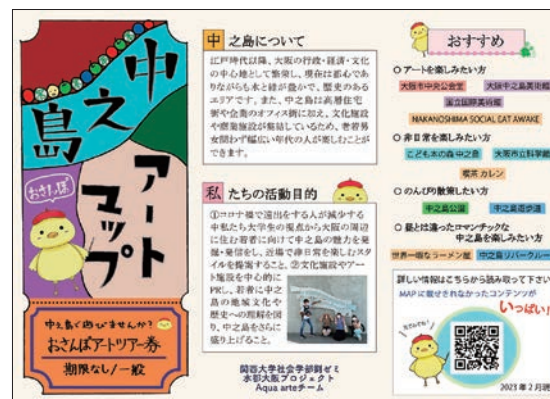 中之島
アートマップ
おさんぽ
中之島で遊びませんか?
おさんぽアートツアー券
期限なし/一般
中之島について
江戸時代以降、大阪の行政・経済・文化
の中心地として繁栄し、現在は都心であ
りながらも水と緑が豊かで、歴史のある
エリアです。また、中之島は高層住宅
街や企業のオフィス街に加え、文化施設
や商業施設が集結しているため、老若男
女問わず幅広い年代の人が楽しむことが
できます。
私たちの活動目的
①コロナ禍で遠出をする人が減少する
中私たち大学生の視点から大阪の周辺
に住む若者に向けて中之島の魅力を発
掘・発信をし、近場で非日常を楽しむス
タイルを提案すること、②文化施設やアー
ト施設を中心的に
PRし、若者に中之
島の地域文化や
歴史への理解を図
り、中之島をさらに
盛り上げること。
関西大学社会学部劉ゼミ
水都大阪プロジェクト
Aqua arteチーム
おすすめ
○アートを楽しみたい方
大阪市中央公会堂 大阪中之島美術館
国立国際美術館
NAKANOSHIMA SOCIAL EAT AWAKE
○非日常を楽しみたい方
こども本の森 中之島 大阪市立科学館
喫茶 カレン
○のんびり散策したい方
中之島公園 中之島遊歩道
○昼とは違ったロマンチックな
中之島を楽しみたい方
世界一暇なラーメン屋 中之島リバークルーズ
詳しい情報はこちらから読み取って下さい
MAPに載せきれなかったコンテンツが
いっぱい!
2023年2月現